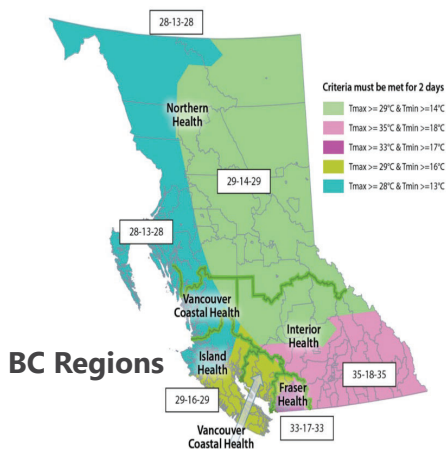 28-13-28
Criteria must be met for 2 days
Tmax >= 29°C & Tmin >=14°C
Tmax >= 35°C & Tmin >=18°C
Tmax >= 33°C & Tmin >=17°C
Tmax >= 29°C & Tmin >=16°C
Tmax >= 28°C & Tmin >=13°C
Northern
Health
29-14-29
28-13-28
Vancouver
Coastal Health
Interior
Health
BC Regions
Island
Health
35-18-35
Fraser
Health
29-16-29
33-17-33
Vancouver
Coastal Health